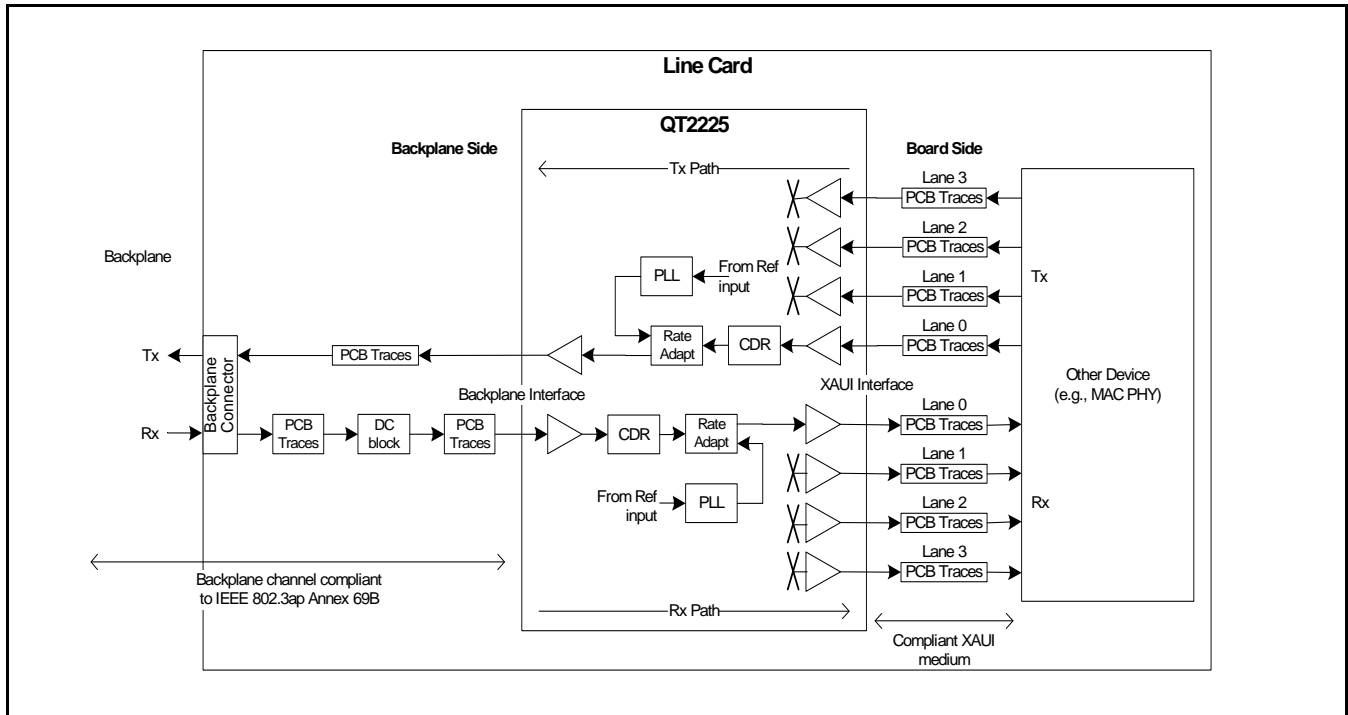 Line Card
QT2225
Backplane Side
Board Side
Tx Path
Lane 3
PCB Traces
Lane 2
PCB Traces
Backplane
PLL
From Ref
input
Lane 1
PCB Traces
Tx
Lane 0
Tx
PCB Traces
Rate
Adapt
CDR
PCB Traces
Other Device
(e.g., MAC PHY)
Backplane
Connector
Backplane Interface
XAUI Interface
Lane 0
Rx
PCB
Traces
DC
block
PCB
Traces
CDR
Rate
Adapt
PCB Traces
Lane 1
PCB Traces
From Ref
input
PLL
Lane 2
Rx
PCB Traces
Lane 3
PCB Traces
Backplane channel compliant
to IEEE 802.3ap Annex 69B
Rx Path
Compliant XAUI
medium